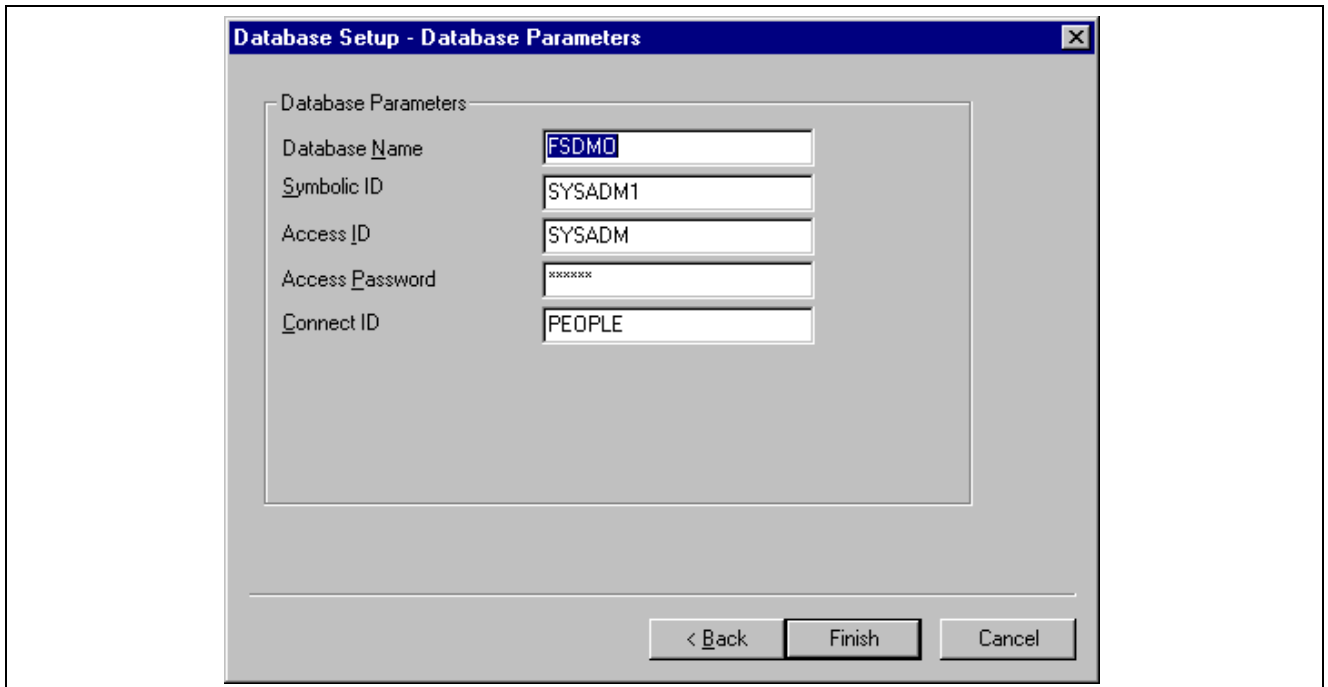 Database Setup - Database Parameters
Database Parameters
Database Name FSDMO
Symbolic ID SYSADM1
Access ID SYSADM
Access Password ******
Connect ID PEOPLE
< Back Finish Cancel